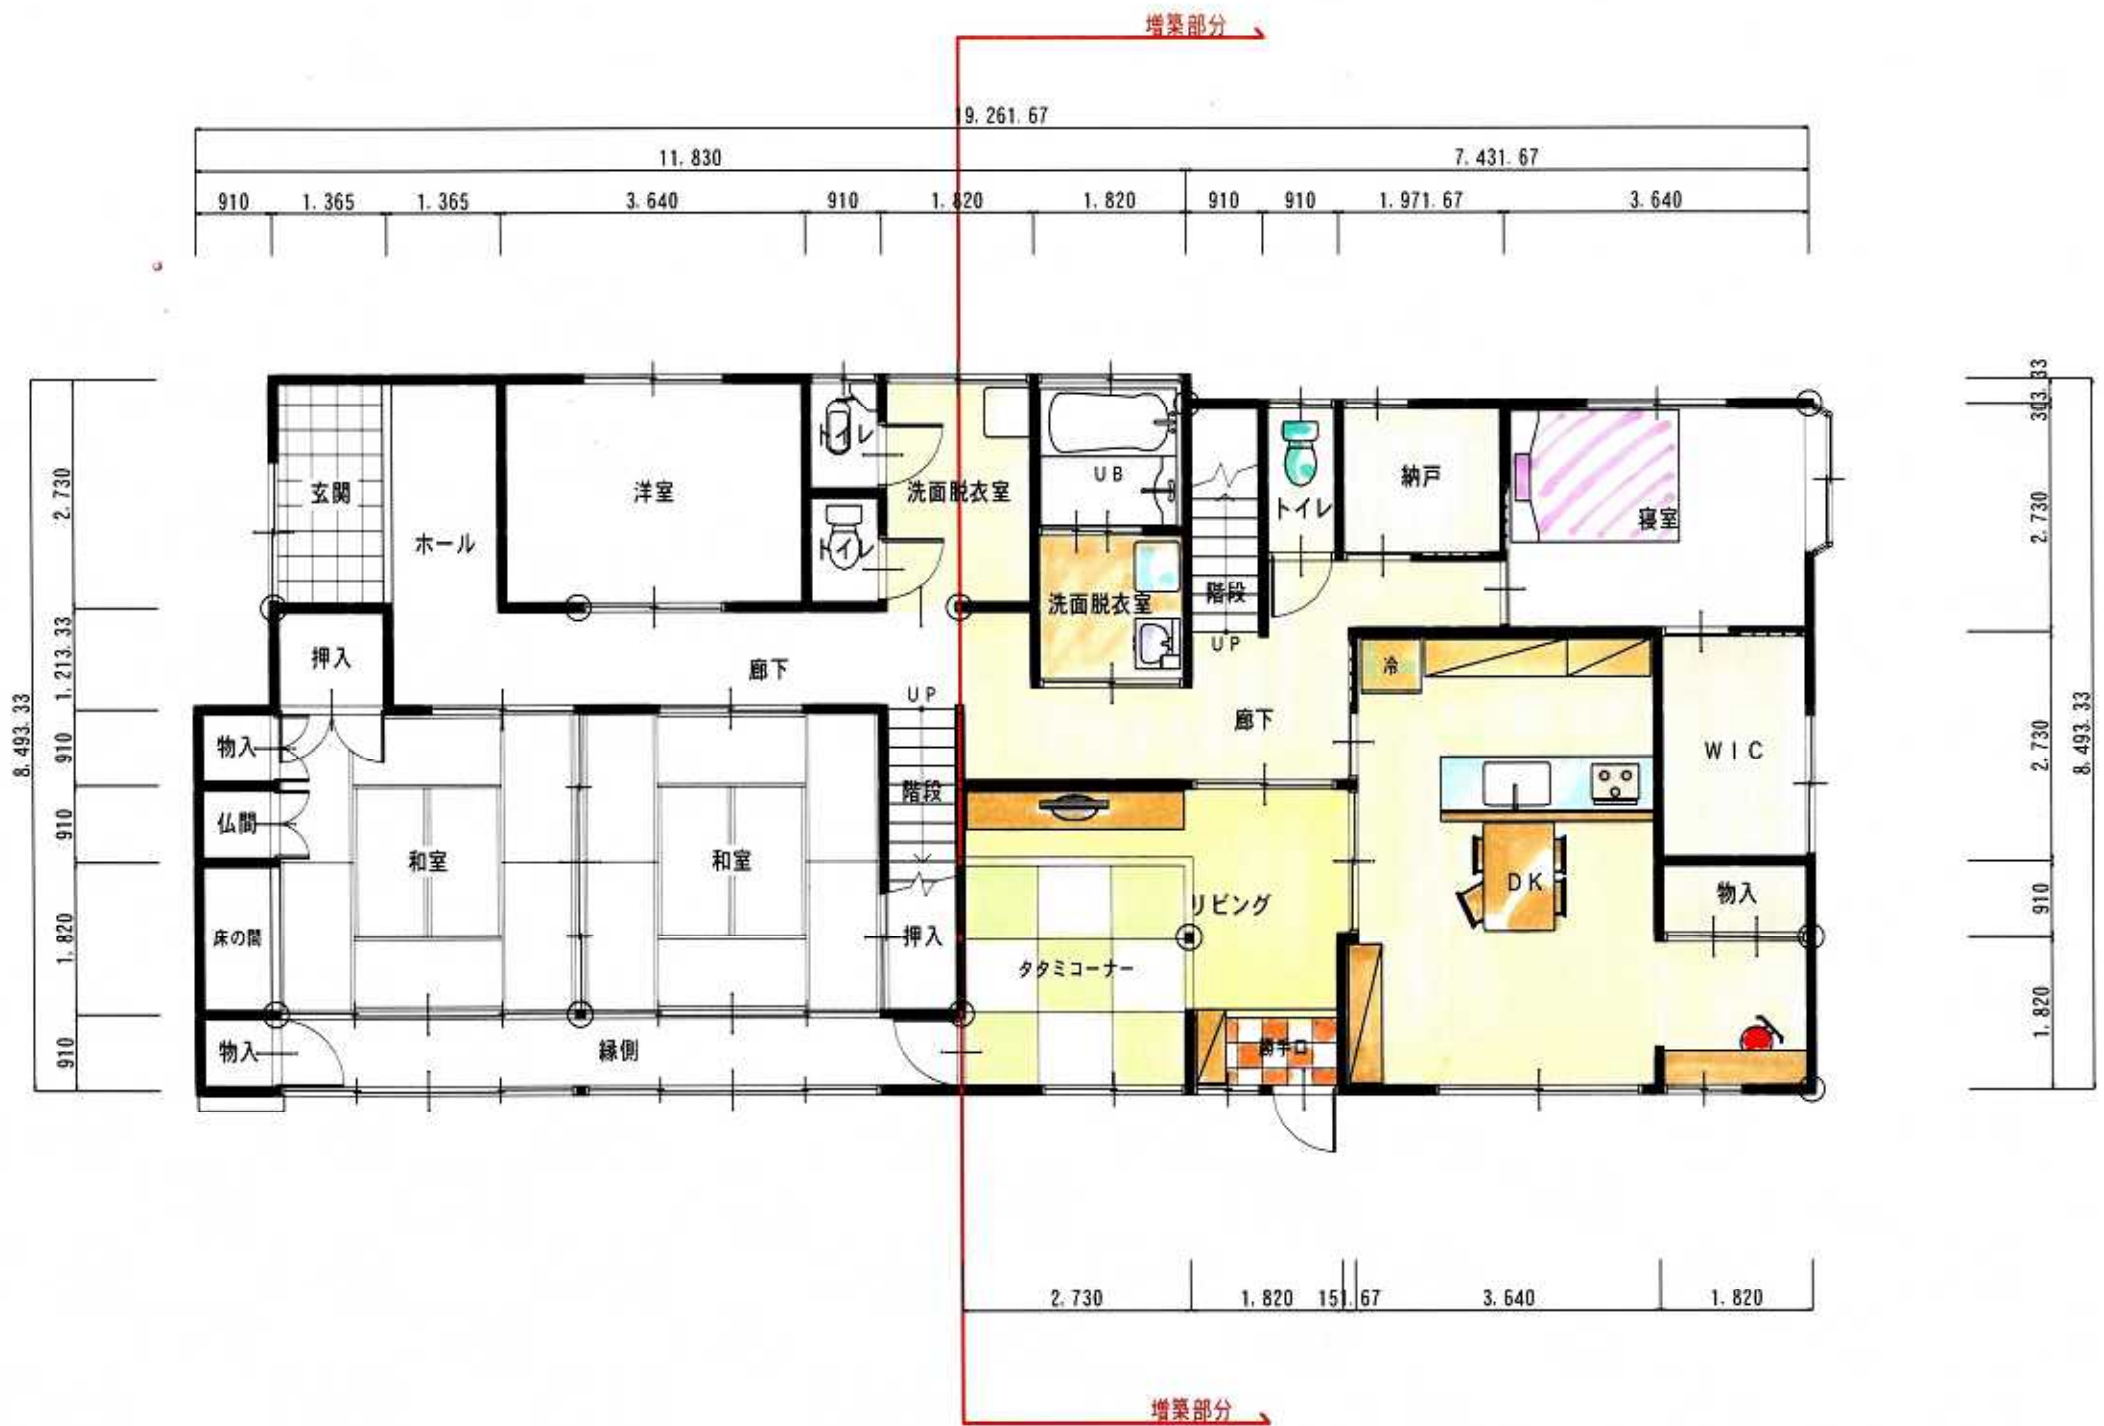 増築部分
19.261.67
11.830
7.431.67
910
1.365
1.365
3.640
910
1.820
1.820
910
910
1.971.67
3.640
8.493.33
2.730
1.213.33
910
910
1.820
910
303.33
2.730
2.730
910
1.820
8.493.33
玄関
ホール
洋室
トイレ
トイレ
洗面脱衣室
UB
洗面脱衣室
階段
UP
トイレ
納戸
寝室
押入
廊下
UP
冷
廊下
物入
仏間
床の間
物入
和室
和室
階段
押入
縁側
リビング
タタミコーナー
勝手口
DK
WIC
物入
2.730
1.820
151.67
3.640
1.820
増築部分